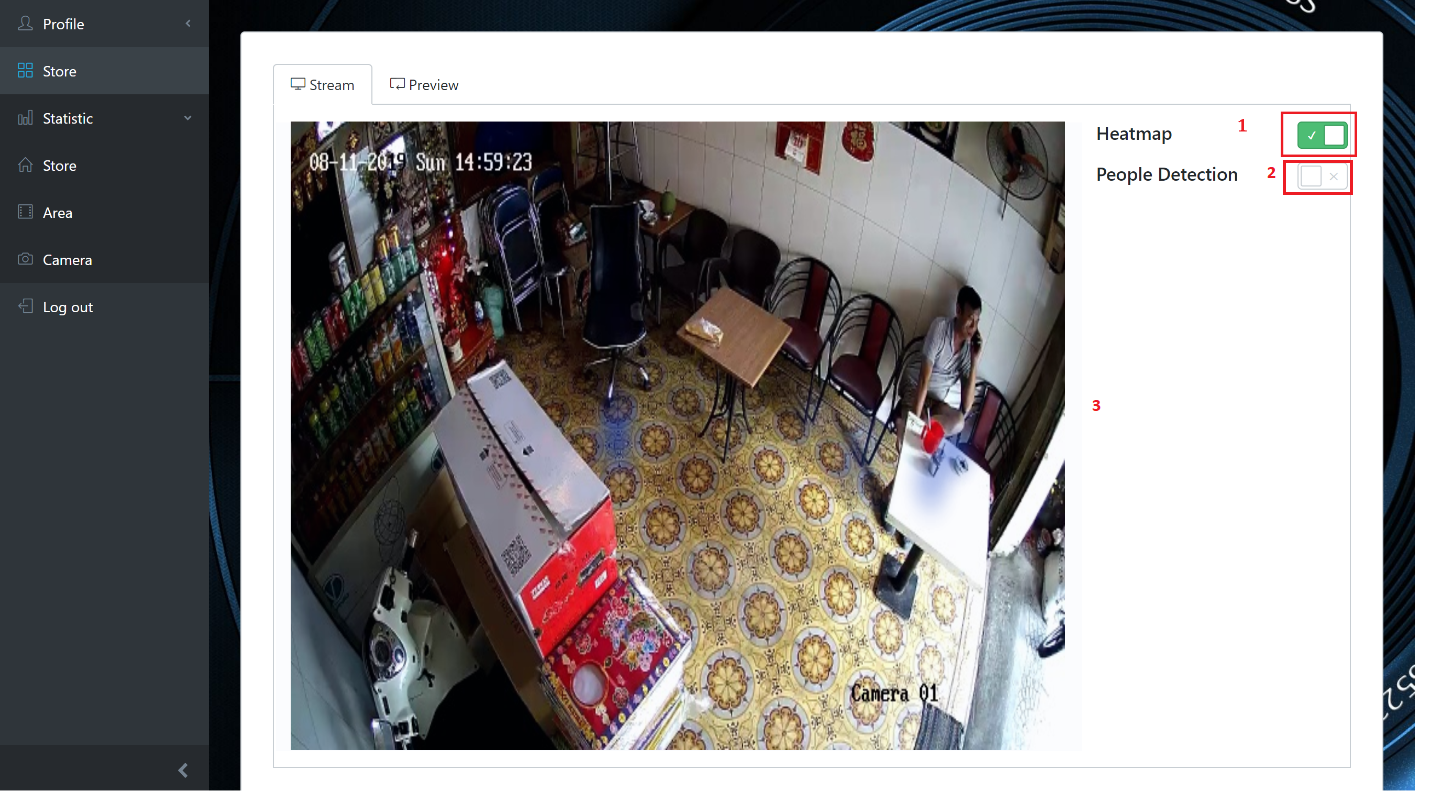 Profile
Store
Statistic
Store
Area
Camera
Log out
Stream
Preview
08-11-2019 Sun 14:59:23
Camera 01
Heatmap
1
People Detection
2
3